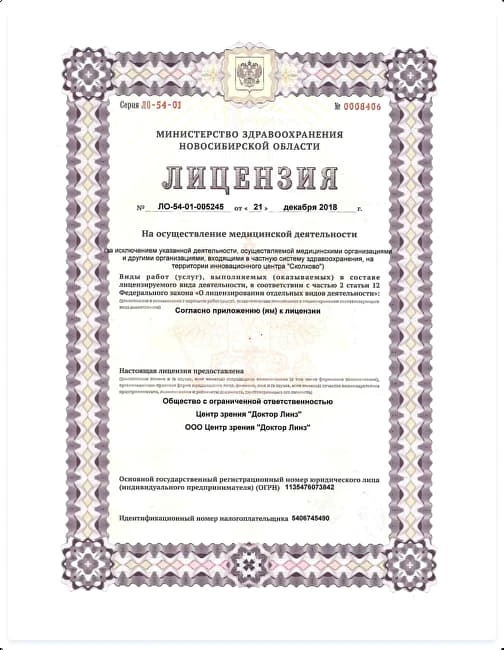 Серия ЛО-54-01 № 0008406
МИНИСТЕРСТВО ЗДРАВООХРАНЕНИЯ
НОВОСИБИРСКОЙ ОБЛАСТИ
ЛИЦЕНЗИЯ
№ ЛО-54-01-005245 от « 21 » декабря 2018 г.
На осуществление медицинской деятельности
(за исключением указанной деятельности, осуществляемой медицинскими организациями
и другими организациями, входящими в частную систему здравоохранения, на
территории инновационного центра "Сколково")
Виды работ (услуг), выполняемых (оказываемых) в составе
лицензируемого вида деятельности, в соответствии с частью 2 статьи 12
Федерального закона «О лицензировании отдельных видов деятельности»:
Согласно приложению (ям) к лицензии
Настоящая лицензия предоставлена
Общество с ограниченной ответственностью
Центр зрения "Доктор Линз"
ООО Центр зрения "Доктор Линз"
Основной государственный регистрационный номер юридического лица
(индивидуального предпринимателя) (ОГРН) 1135476073842
Идентификационный номер налогоплательщика 5406745490